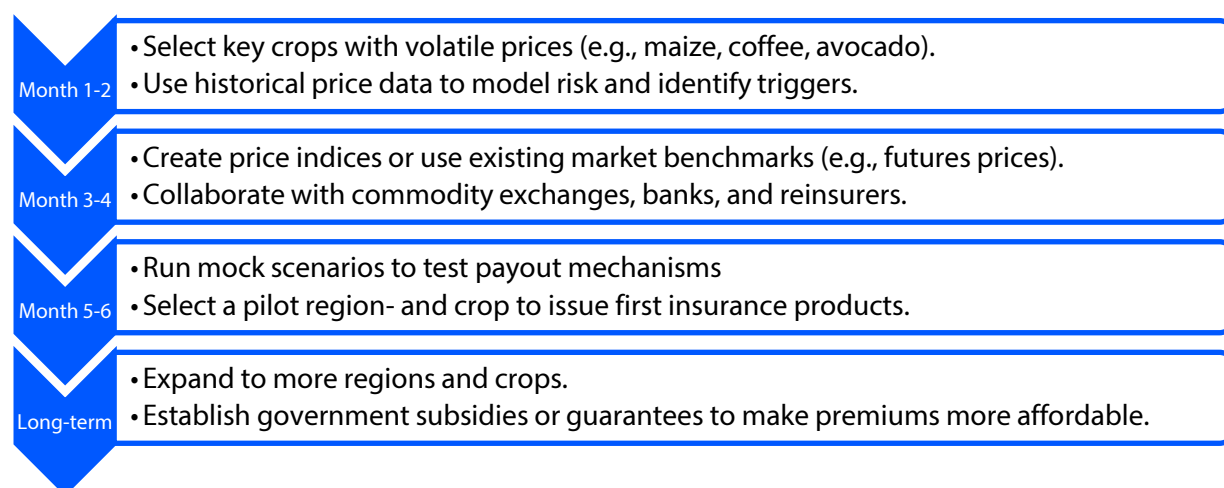 Month 1-2
• Select key crops with volatile prices (e.g., maize, coffee, avocado).
• Use historical price data to model risk and identify triggers.
Month 3-4
• Create price indices or use existing market benchmarks (e.g., futures prices).
• Collaborate with commodity exchanges, banks, and reinsurers.
Month 5-6
• Run mock scenarios to test payout mechanisms
• Select a pilot region- and crop to issue first insurance products.
Long-term
• Expand to more regions and crops.
• Establish government subsidies or guarantees to make premiums more affordable.